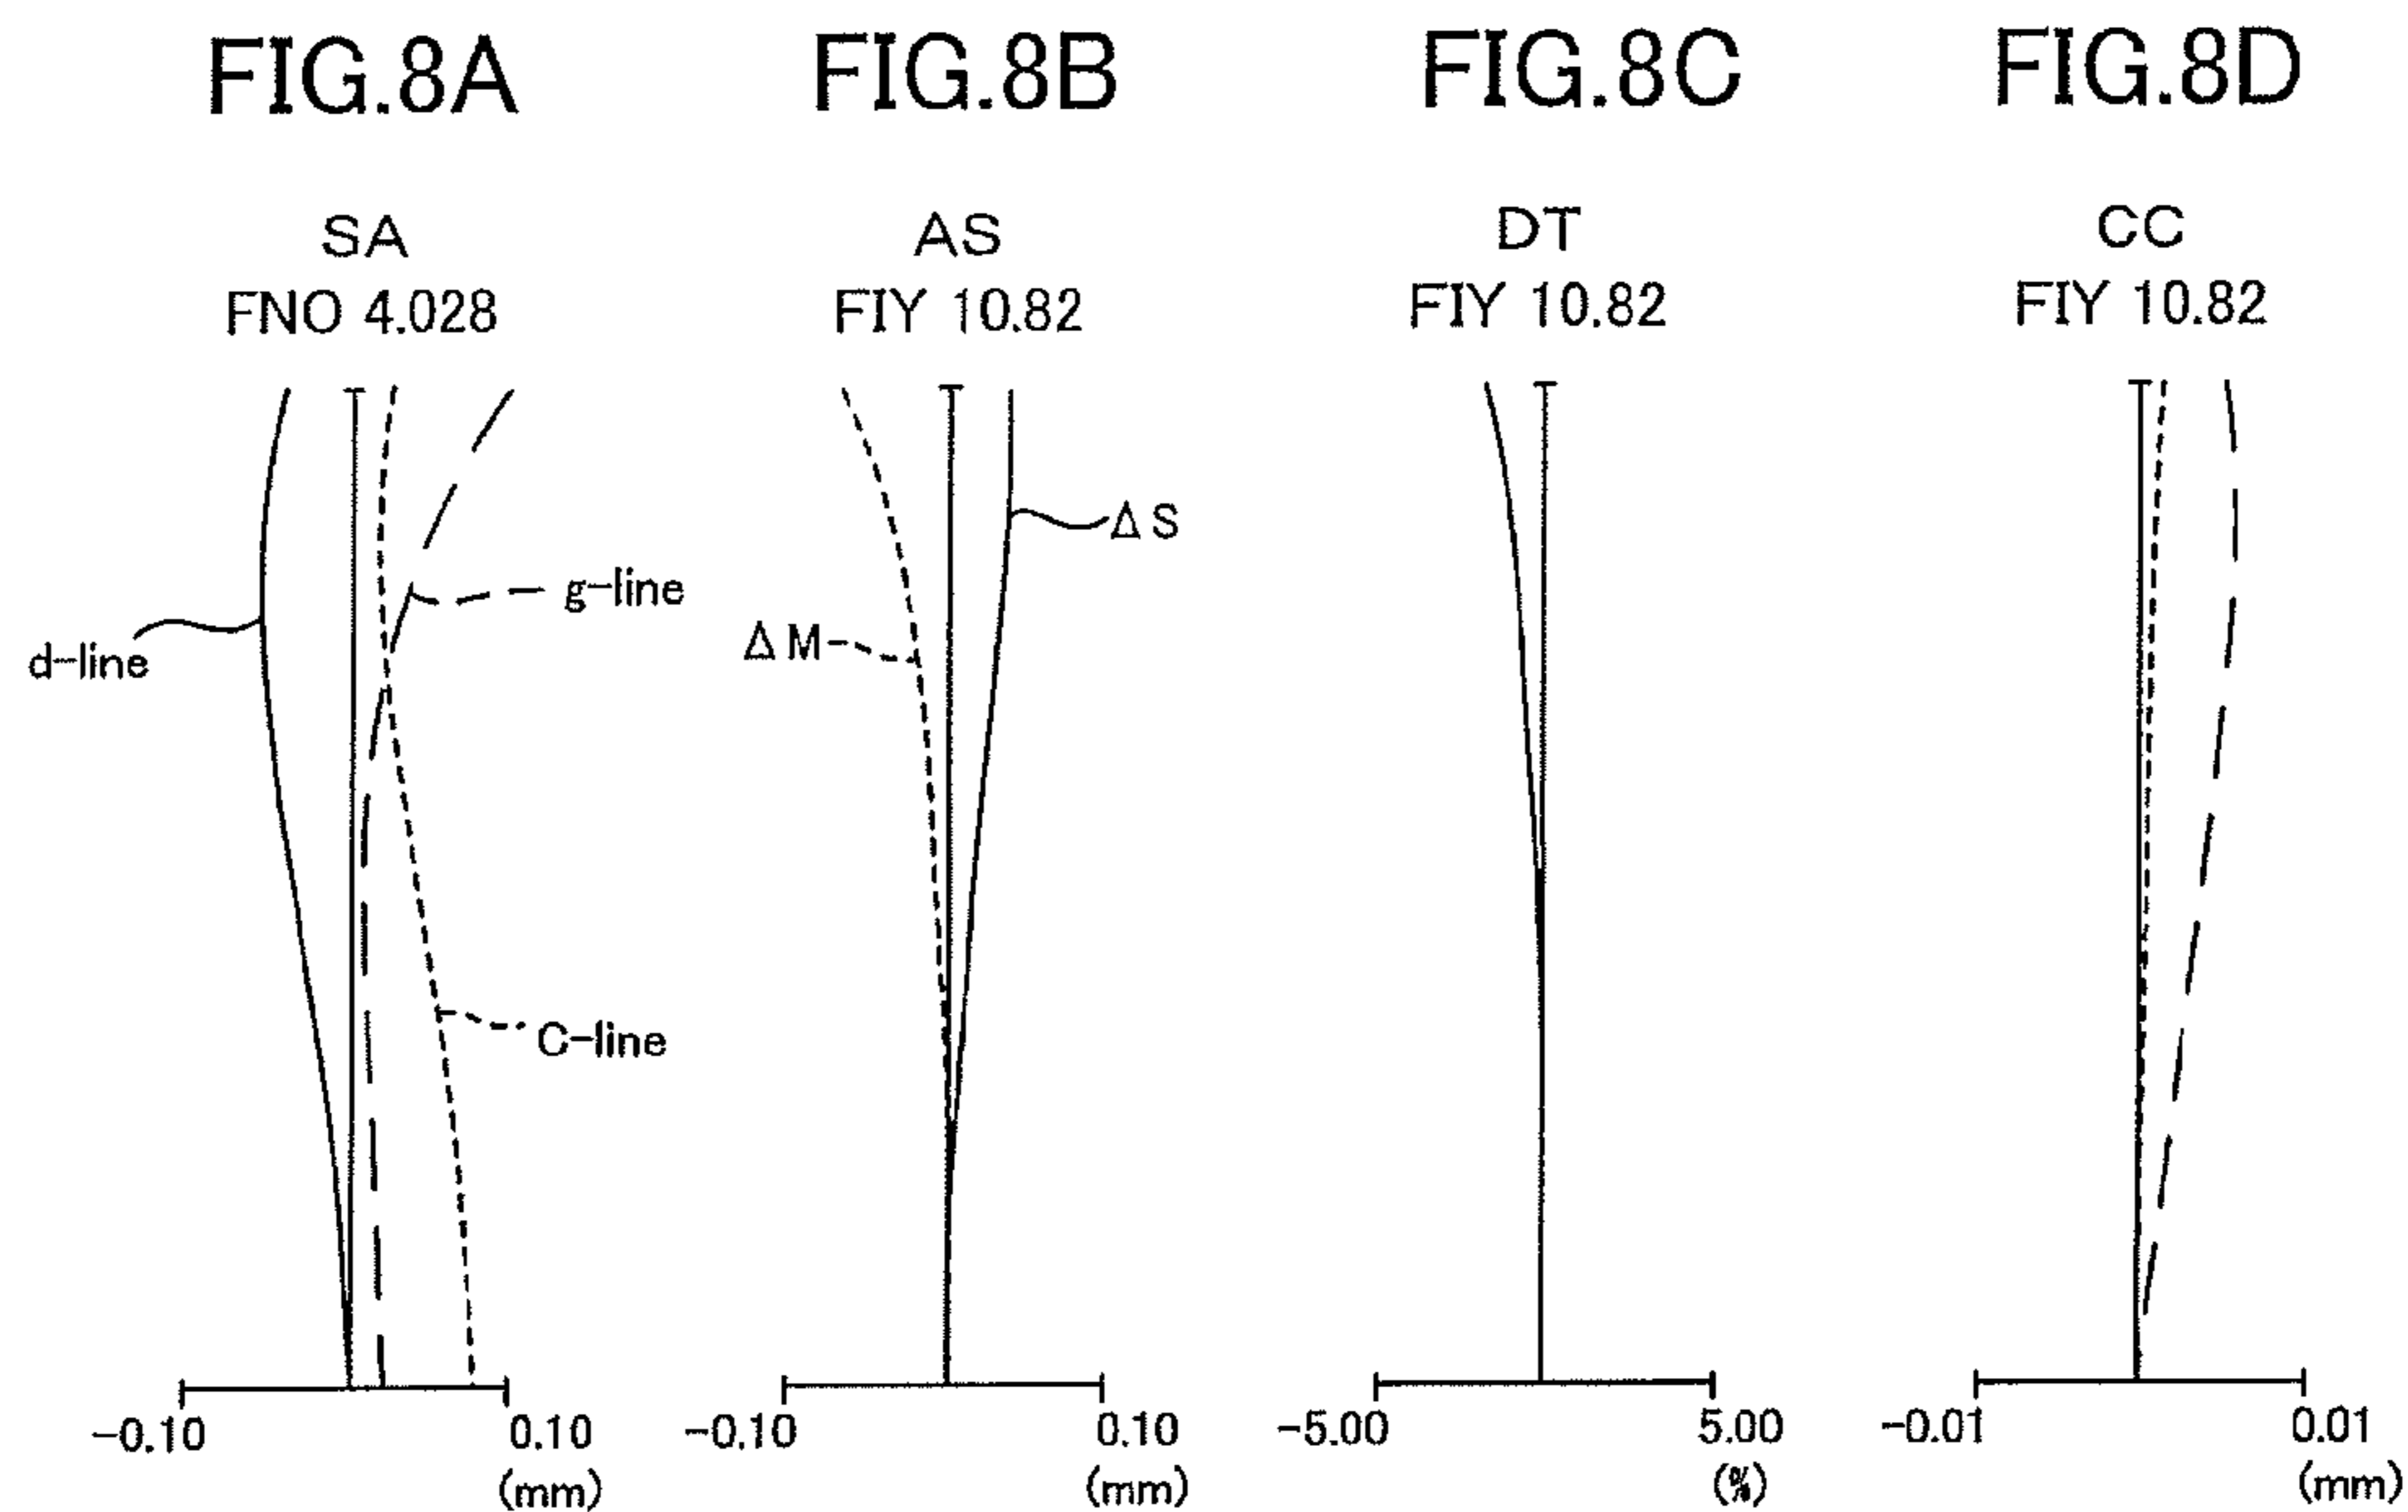 FIG.8A
FIG.8B
FIG.8C
FIG.8D
SA
FNO 4.028
AS
FIY 10.82
DT
FIY 10.82
CC
FIY 10.82
d-line
g-line
C-line
ΔM
ΔS
-0.10
0.10
(mm)
-0.10
0.10
(mm)
-5.00
5.00
(%)
-0.01
0.01
(mm)